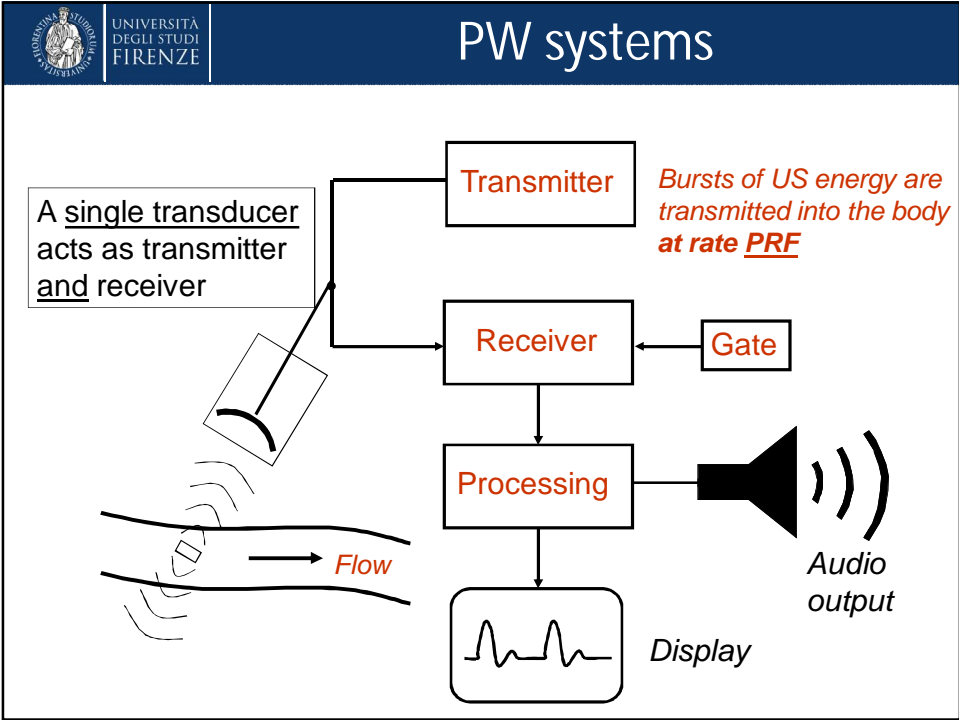 UNIVERSITÀ
DEGLI STUDI
FIRENZE
PW systems
A single transducer
acts as transmitter
and receiver
Transmitter
Bursts of US energy are
transmitted into the body
at rate PRF
Receiver
Gate
Processing
Flow
Audio
output
Display